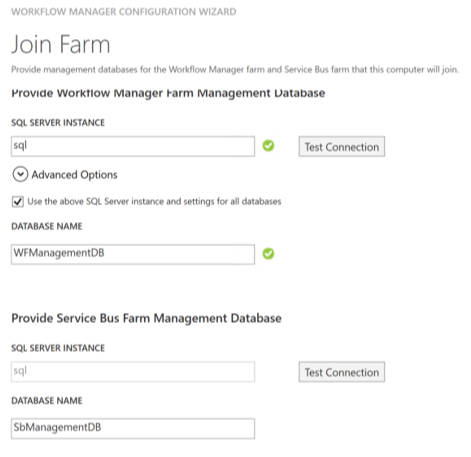 WORKFLOW MANAGER CONFIGURATION WIZARD
Join Farm
Provide management databases for the Workflow Manager farm and Service Bus farm that this computer will join.
Provide Workflow Manager Farm Management Database
SQL SERVER INSTANCE
sql Test Connection
Advanced Options
Use the above SQL Server instance and settings for all databases
DATABASE NAME
WFManagementDB
Provide Service Bus Farm Management Database
SQL SERVER INSTANCE
sql Test Connection
DATABASE NAME
SbManagementDB